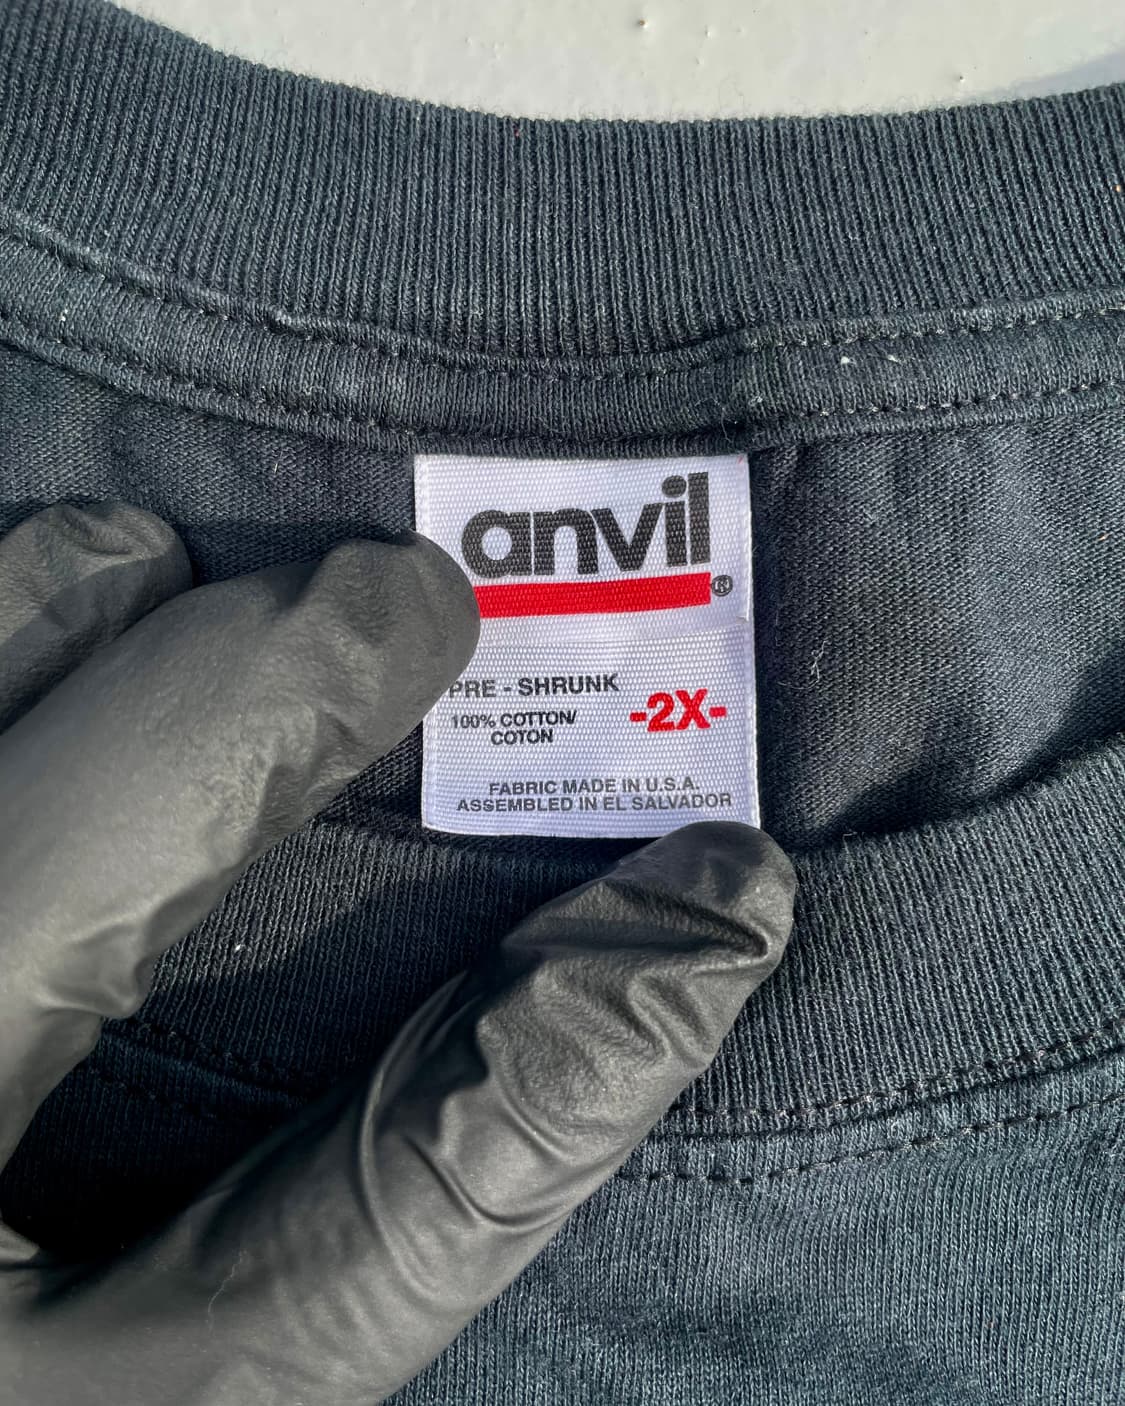 anvil
®
PRE - SHRUNK
100% COTTON/
COTON
-2X-
FABRIC MADE IN U.S.A.
ASSEMBLED IN EL SALVADOR